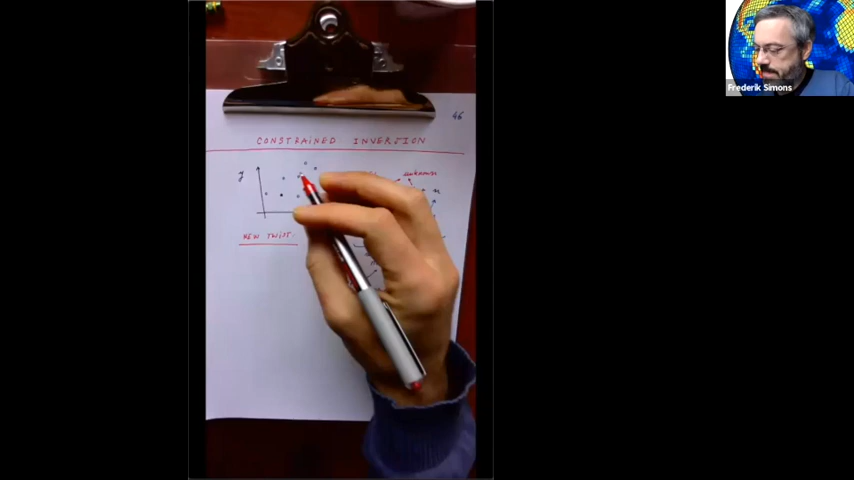 Frederik Simons
46
CONSTRAINED INVERSION
y
unknowns
NEW TWIST